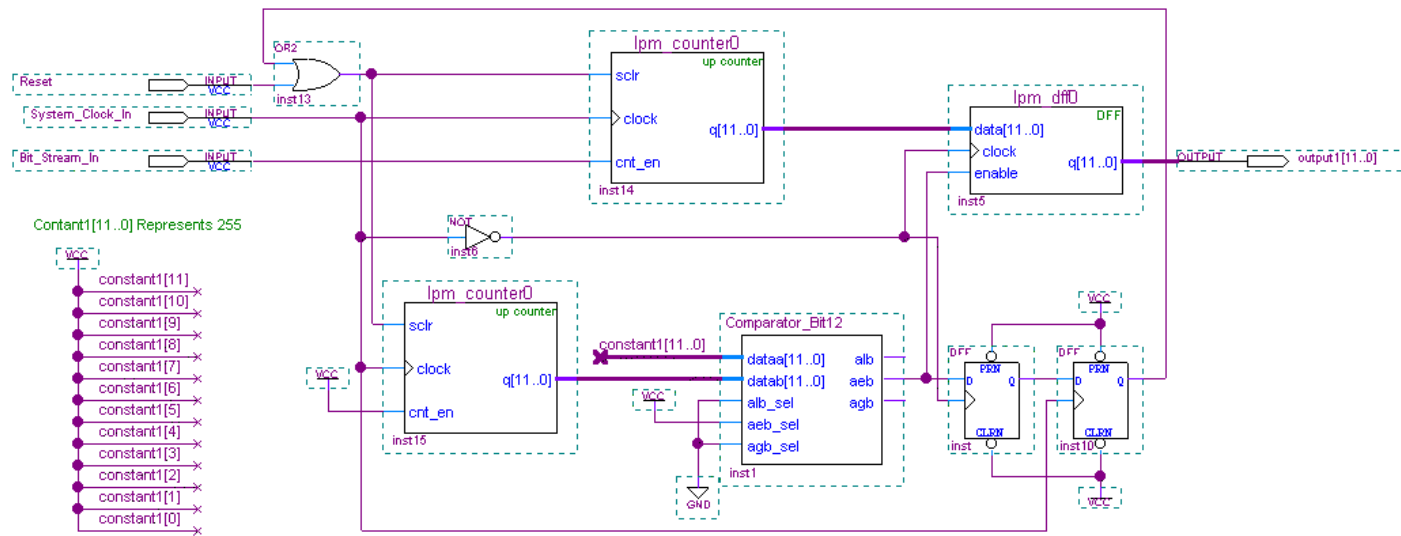 OR2
Reset
INPUT
VCC
inst13
System_Clock_In
INPUT
VCC
Bit_Stream_In
INPUT
VCC
lpm_counter0
up counter
sclr
clock
q[11..0]
cnt_en
inst14
lpm_dff0
DFF
data[11..0]
clock
q[11..0]
enable
inst5
OUTPUT
output1[11..0]
Contant1[11..0] Represents 255
VCC
constant1[11]
constant1[10]
constant1[9]
constant1[8]
constant1[7]
constant1[6]
constant1[5]
constant1[4]
constant1[3]
constant1[2]
constant1[1]
constant1[0]
NOT
inst6
lpm_counter0
up counter
sclr
clock
q[11..0]
cnt_en
inst15
VCC
Comparator_Bit12
constant1[11..0]
dataa[11..0]
alb
datab[11..0]
aeb
alb_sel
agb
aeb_sel
agb_sel
inst1
VCC
GND
VCC
DFF
PRN
D
Q
CLRN
inst
DFF
PRN
D
Q
CLRN
inst10
VCC